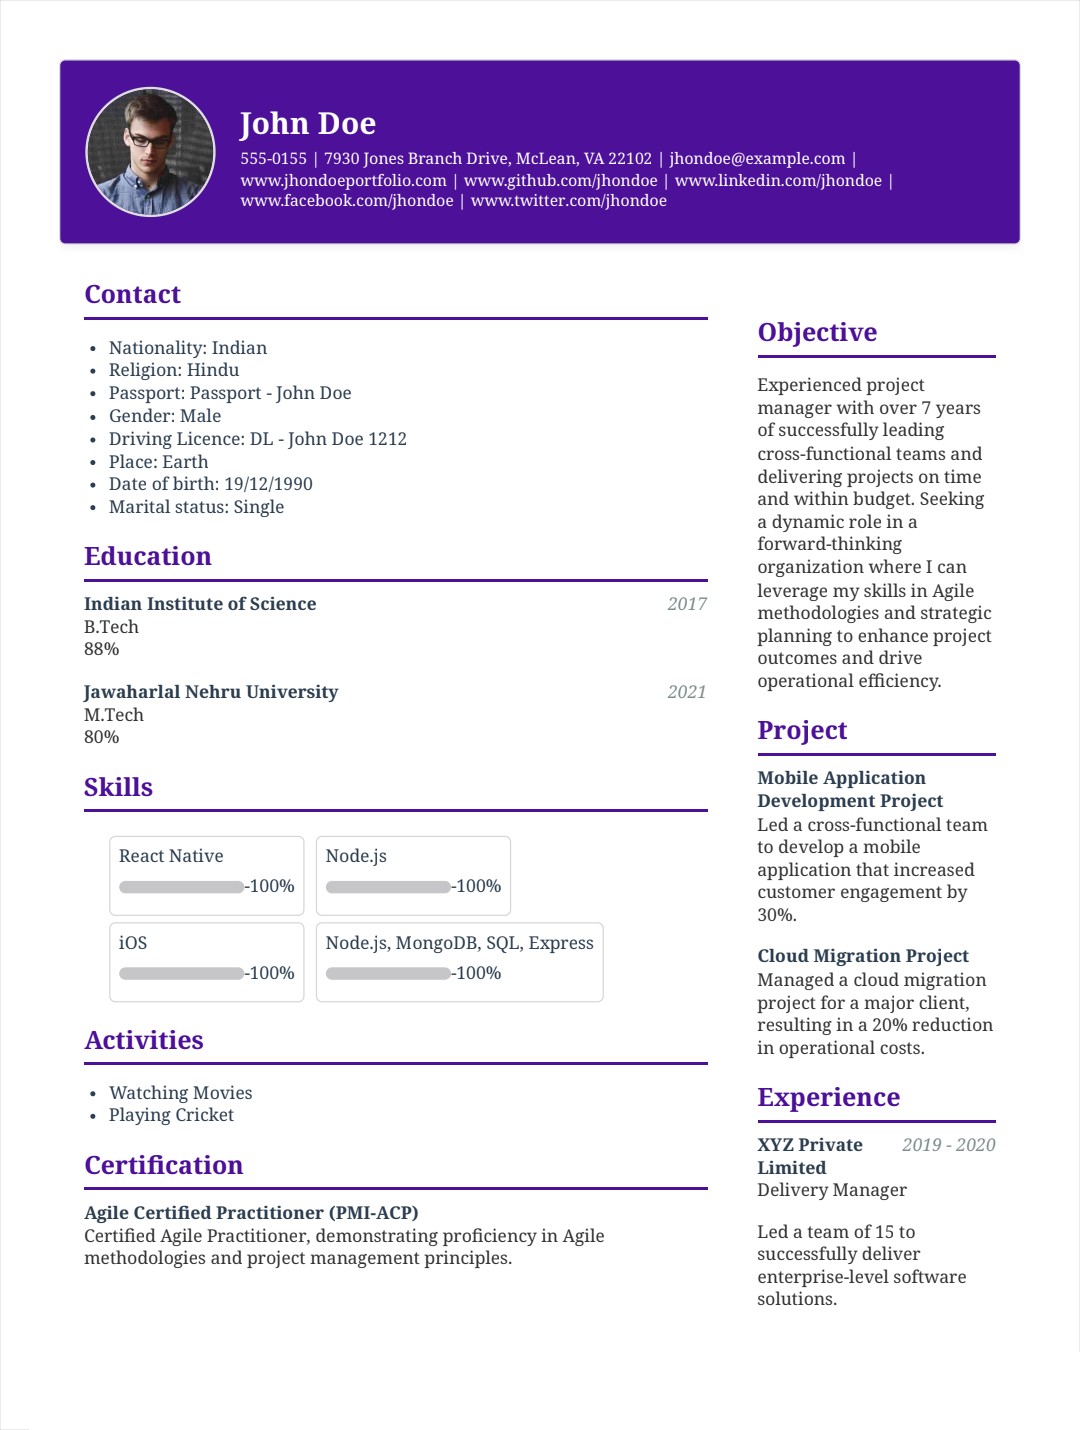 John Doe
555-0155 | 7930 Jones Branch Drive, McLean, VA 22102 | jhondoe@example.com |
www.jhondoeportfolio.com | www.github.com/jhondoe | www.linkedin.com/jhondoe |
www.facebook.com/jhondoe | www.twitter.com/jhondoe
Contact
• Nationality: Indian
• Religion: Hindu
• Passport: Passport - John Doe
• Gender: Male
• Driving Licence: DL - John Doe 1212
• Place: Earth
• Date of birth: 19/12/1990
• Marital status: Single
Education
Indian Institute of Science 2017
B.Tech
88%
Jawaharlal Nehru University 2021
M.Tech
80%
Skills
React Native
-100%
Node.js
-100%
iOS
-100%
Node.js, MongoDB, SQL, Express
-100%
Activities
• Watching Movies
• Playing Cricket
Certification
Agile Certified Practitioner (PMI-ACP)
Certified Agile Practitioner, demonstrating proficiency in Agile
methodologies and project management principles.
Objective
Experienced project
manager with over 7 years
of successfully leading
cross-functional teams and
delivering projects on time
and within budget. Seeking
a dynamic role in a
forward-thinking
organization where I can
leverage my skills in Agile
methodologies and strategic
planning to enhance project
outcomes and drive
operational efficiency.
Project
Mobile Application
Development Project
Led a cross-functional team
to develop a mobile
application that increased
customer engagement by
30%.
Cloud Migration Project
Managed a cloud migration
project for a major client,
resulting in a 20% reduction
in operational costs.
Experience
XYZ Private 2019 - 2020
Limited
Delivery Manager
Led a team of 15 to
successfully deliver
enterprise-level software
solutions.